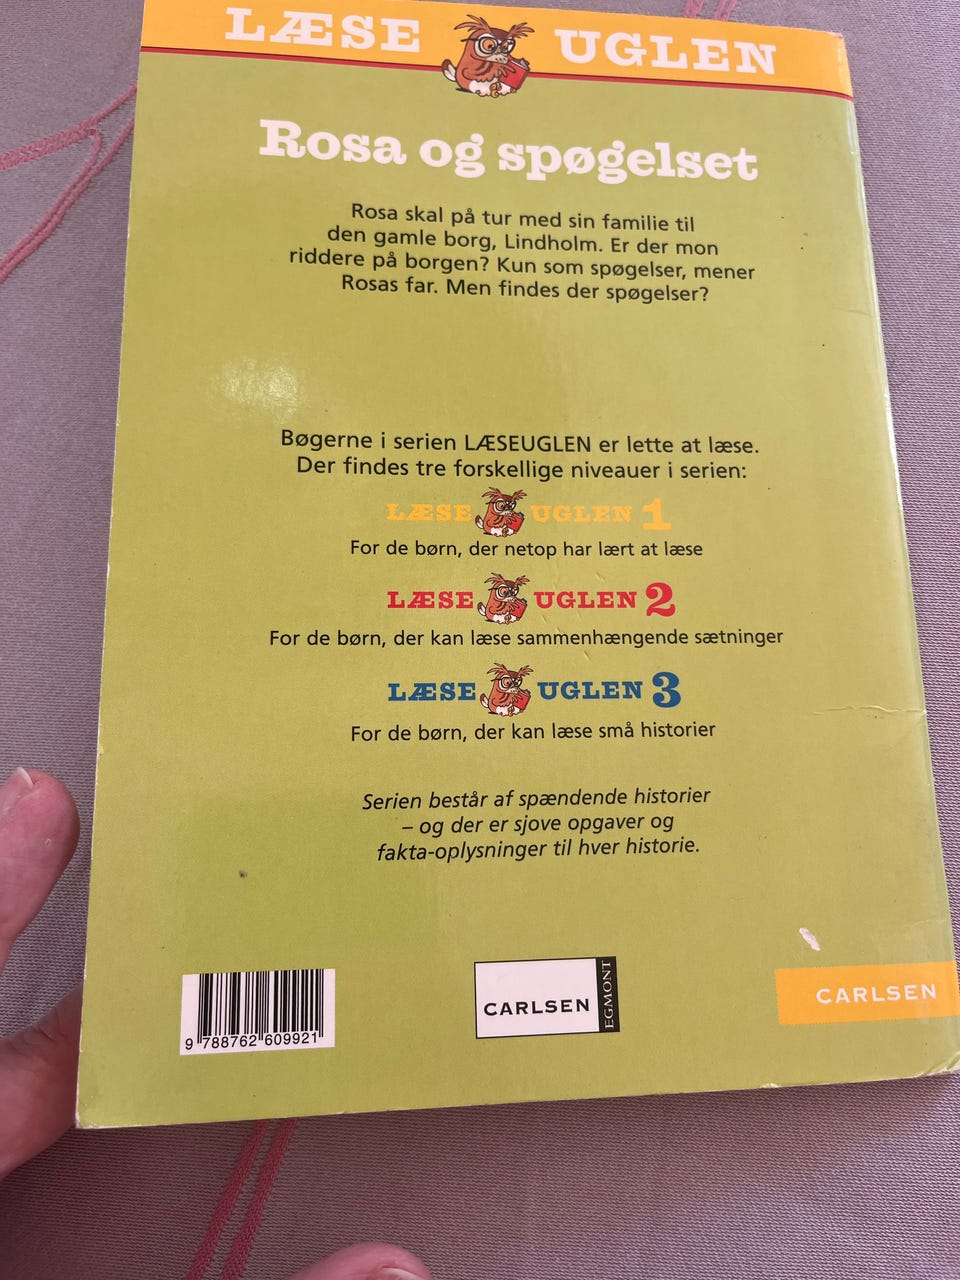 LÆSE UGLEN
Rosa og spøgelset
Rosa skal på tur med sin familie til
den gamle borg, Lindholm. Er der mon
riddere på borgen? Kun som spøgelser, mener
Rosas far. Men findes der spøgelser?
Bøgerne i serien LÆSEUGLEN er lette at læse.
Der findes tre forskellige niveauer i serien:
LÆSE UGLEN 1
For de børn, der netop har lært at læse
LÆSE UGLEN 2
For de børn, der kan læse sammenhængende sætninger
LÆSE UGLEN 3
For de børn, der kan læse små historier
Serien består af spændende historier
– og der er sjove opgaver og
fakta-oplysninger til hver historie.
9 788762 609921
CARLSEN
EGMONT
CARLSEN